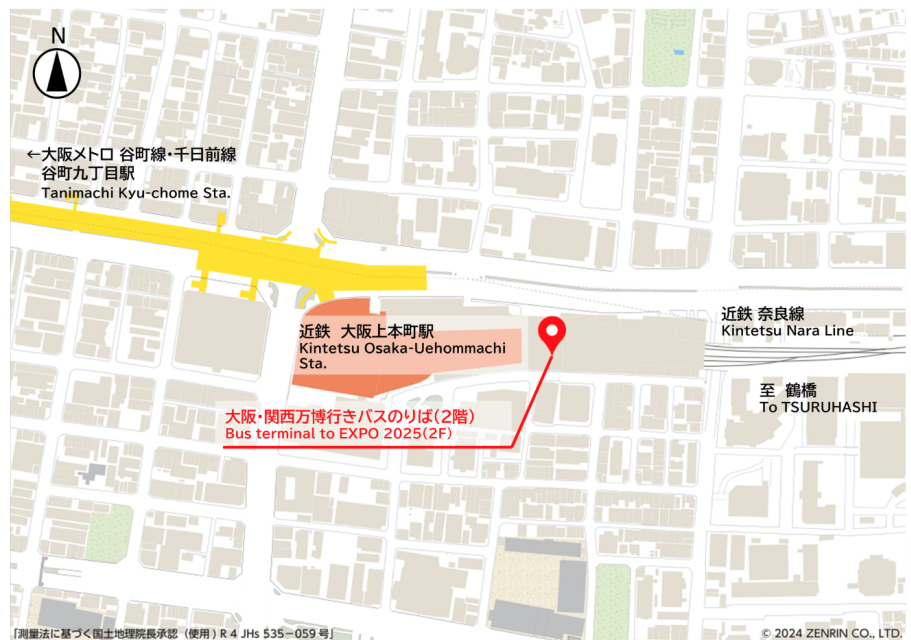 N
←大阪メトロ 谷町線・千日前線
谷町九丁目駅
Tanimachi Kyu-chome Sta.
近鉄 大阪上本町駅
Kintetsu Osaka-Uehommachi
Sta.
近鉄 奈良線
Kintetsu Nara Line
至 鶴橋
To TSURUHASHI
大阪・関西万博行きバスのりば(2階)
Bus terminal to EXPO 2025(2F)
「測量法に基づく国土地理院長承認(使用)R 4 JHs 535－059 号」
© 2024 ZENRIN CO., LTD.